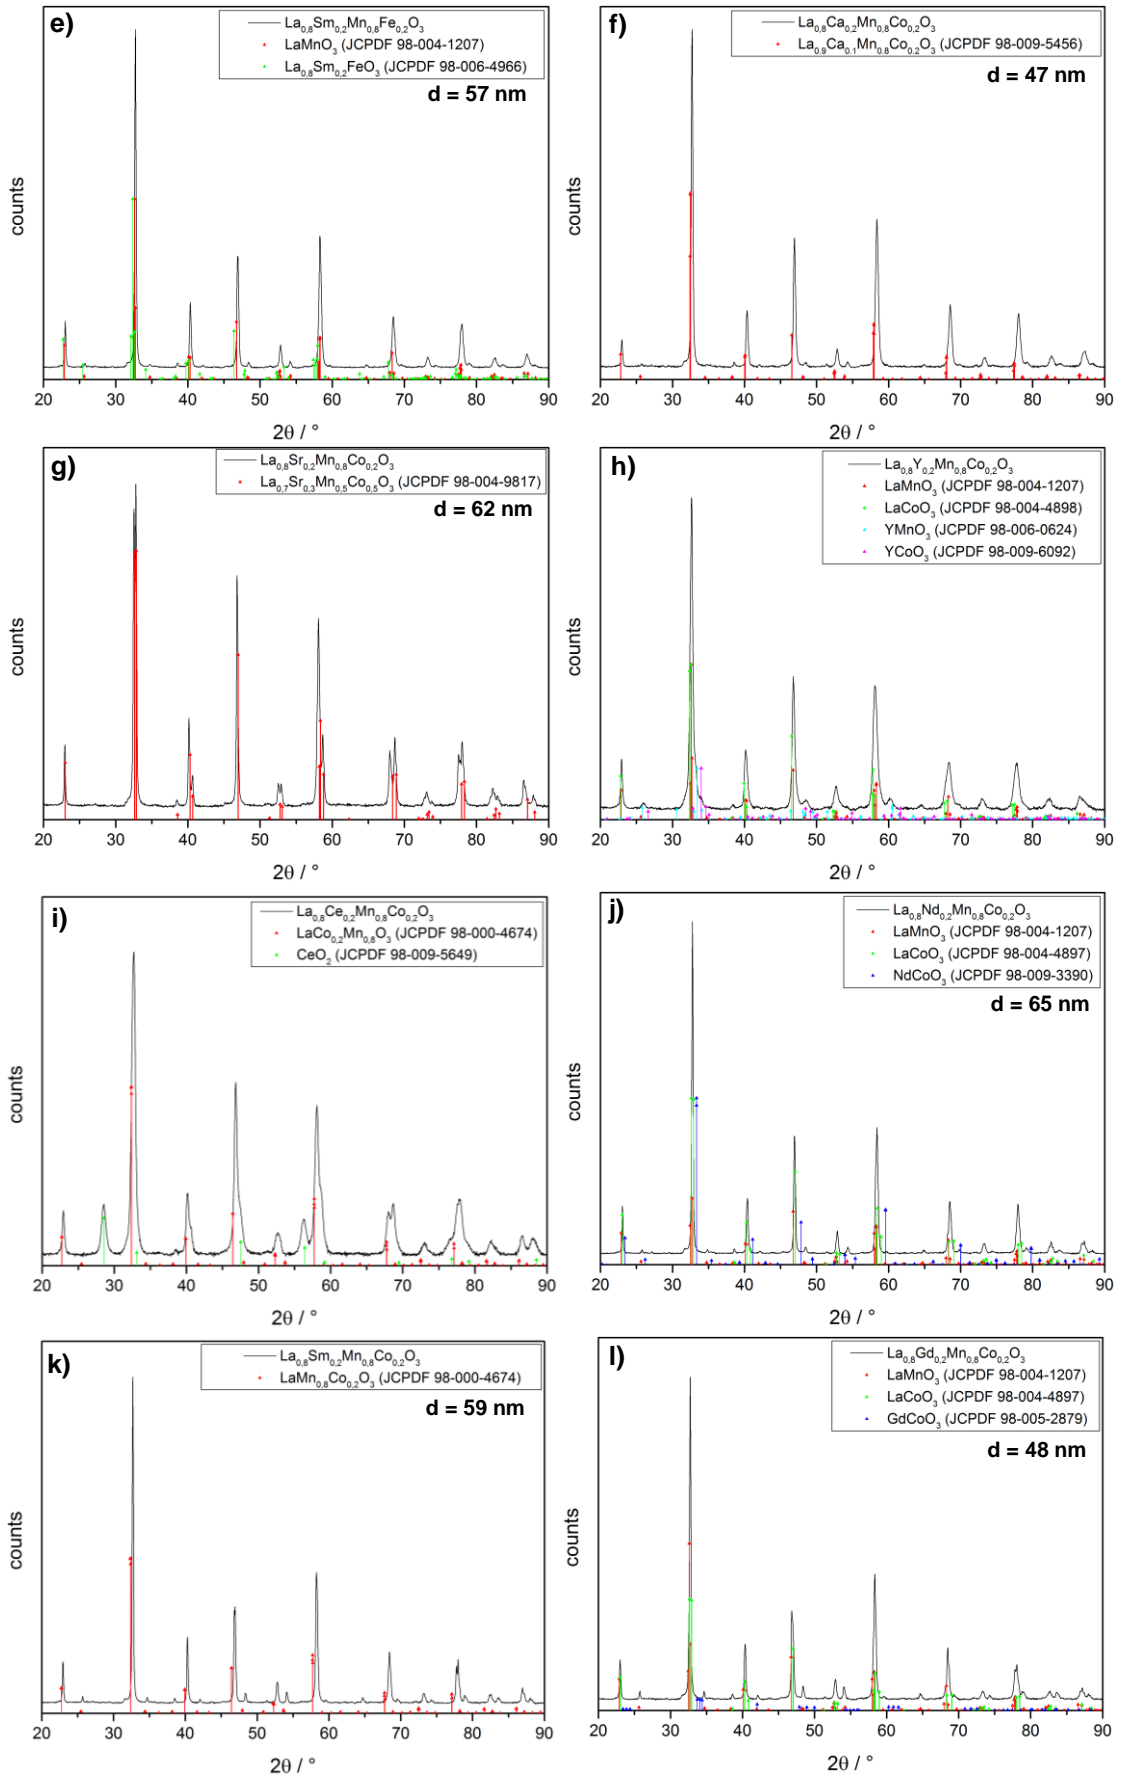 e)
La0,8Sm0,2Mn0,8Fe0,2O3
LaMnO3 (JCPDF 98-004-1207)
La0,8Sm0,2FeO3 (JCPDF 98-006-4966)
d = 57 nm
counts
20 30 40 50 60 70 80 90
2θ / °
f)
La0,8Ca0,2Mn0,8Co0,2O3
La0,9Ca0,1Mn0,8Co0,2O3 (JCPDF 98-009-5456)
d = 47 nm
counts
20 30 40 50 60 70 80 90
2θ / °
g)
La0,8Sr0,2Mn0,8Co0,2O3
La0,7Sr0,3Mn0,5Co0,5O3 (JCPDF 98-004-9817)
d = 62 nm
counts
20 30 40 50 60 70 80 90
2θ / °
h)
La0,8Y0,2Mn0,8Co0,2O3
LaMnO3 (JCPDF 98-004-1207)
LaCoO3 (JCPDF 98-004-4898)
YMnO3 (JCPDF 98-006-0624)
YCoO3 (JCPDF 98-009-6092)
counts
20 30 40 50 60 70 80 90
2θ / °
i)
La0,8Ce0,2Mn0,8Co0,2O3
LaCo0,2Mn0,8O3 (JCPDF 98-000-4674)
CeO2 (JCPDF 98-009-5649)
counts
20 30 40 50 60 70 80 90
2θ / °
j)
La0,8Nd0,2Mn0,8Co0,2O3
LaMnO3 (JCPDF 98-004-1207)
LaCoO3 (JCPDF 98-004-4897)
NdCoO3 (JCPDF 98-009-3390)
d = 65 nm
counts
20 30 40 50 60 70 80 90
2θ / °
k)
La0,8Sm0,2Mn0,8Co0,2O3
LaMn0,8Co0,2O3 (JCPDF 98-000-4674)
d = 59 nm
counts
20 30 40 50 60 70 80 90
2θ / °
l)
La0,8Gd0,2Mn0,8Co0,2O3
LaMnO3 (JCPDF 98-004-1207)
LaCoO3 (JCPDF 98-004-4897)
GdCoO3 (JCPDF 98-005-2879)
d = 48 nm
counts
20 30 40 50 60 70 80 90
2θ / °